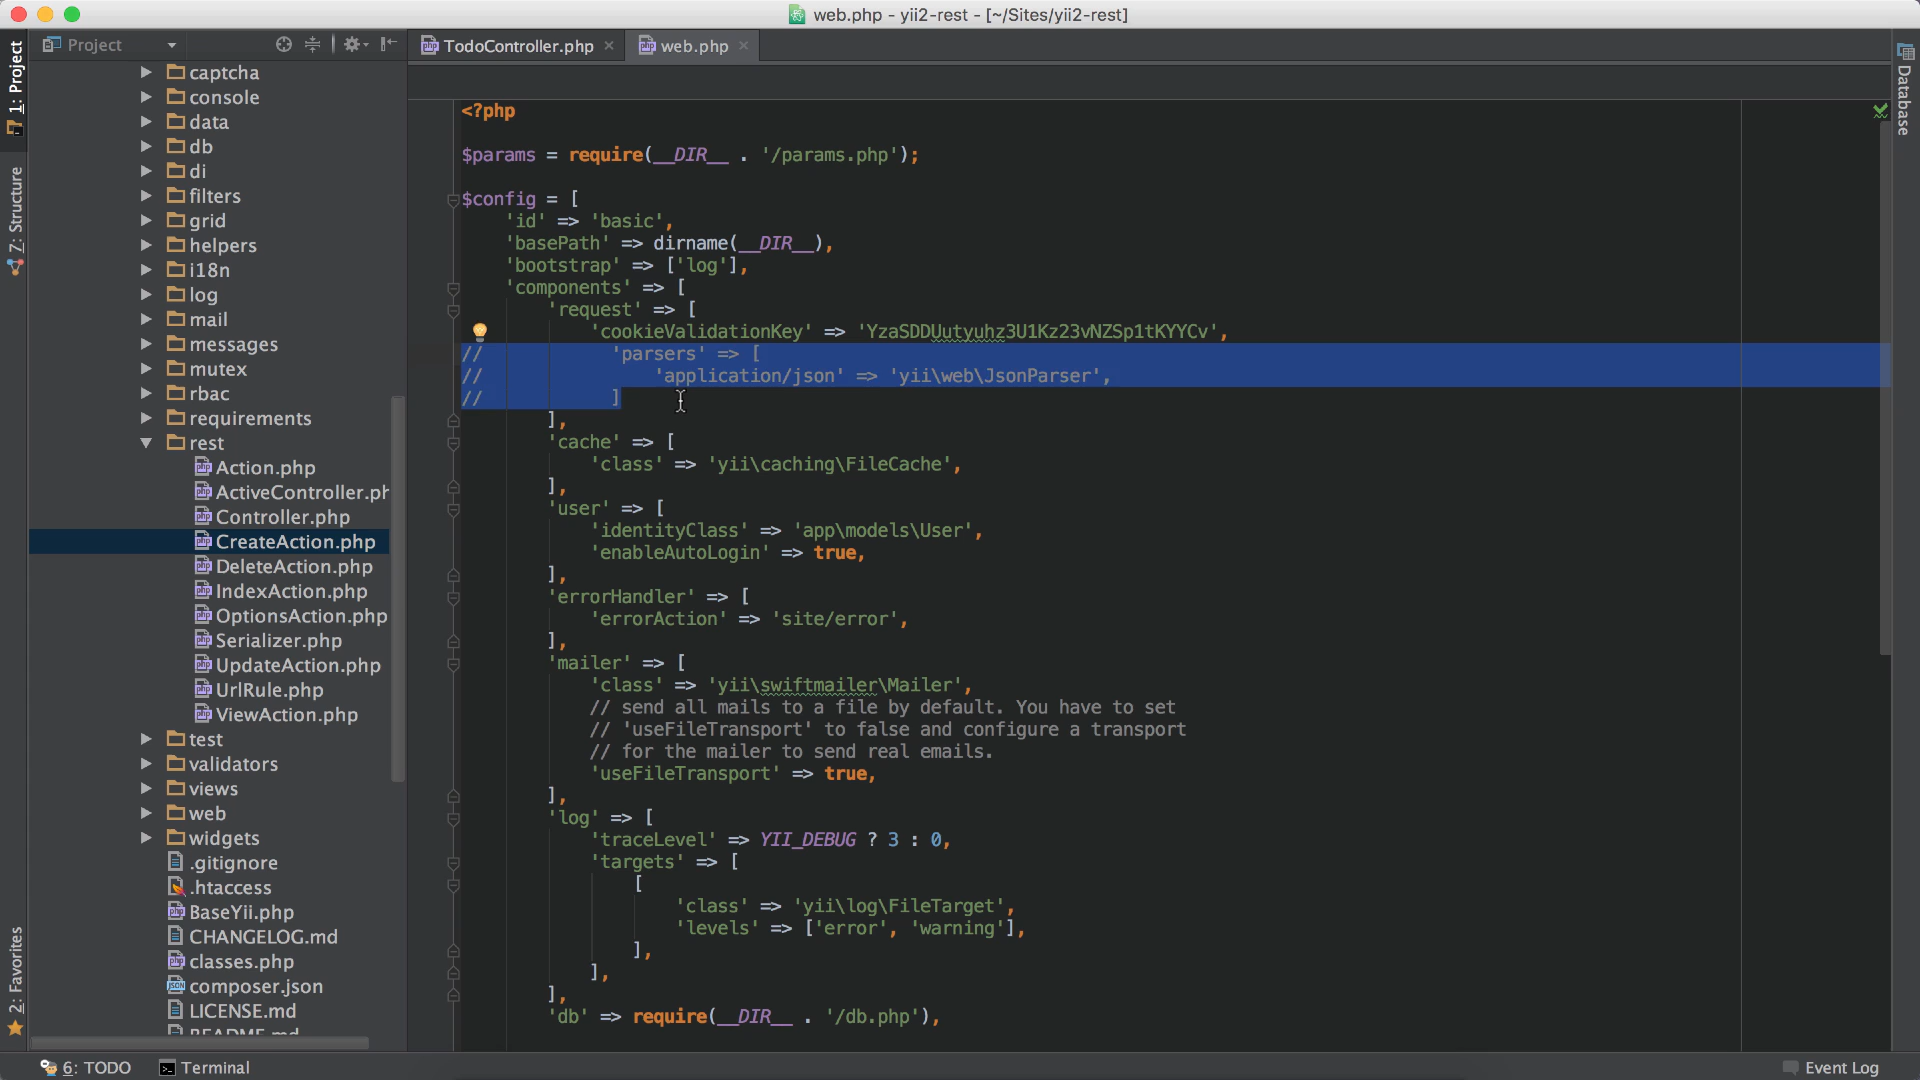 web.php - yii2-rest - [~/Sites/yii2-rest]
Project
TodoController.php
web.php
1: Project
7: Structure
2: Favorites
Database
captcha
console
data
db
di
filters
grid
helpers
i18n
log
mail
messages
mutex
rbac
requirements
rest
Action.php
ActiveController.ph
Controller.php
CreateAction.php
DeleteAction.php
IndexAction.php
OptionsAction.php
Serializer.php
UpdateAction.php
UrlRule.php
ViewAction.php
test
validators
views
web
widgets
.gitignore
.htaccess
BaseYii.php
CHANGELOG.md
classes.php
composer.json
LICENSE.md
README.md
<?php
$params = require(__DIR__ . '/params.php');
$config = [
'id' => 'basic',
'basePath' => dirname(__DIR__),
'bootstrap' => ['log'],
'components' => [
'request' => [
'cookieValidationKey' => 'YzaSDDUutyuhz3U1Kz23vNZSp1tKYYCv',
// 'parsers' => [
// 'application/json' => 'yii\web\JsonParser',
// ]
],
'cache' => [
'class' => 'yii\caching\FileCache',
],
'user' => [
'identityClass' => 'app\models\User',
'enableAutoLogin' => true,
],
'errorHandler' => [
'errorAction' => 'site/error',
],
'mailer' => [
'class' => 'yii\swiftmailer\Mailer',
// send all mails to a file by default. You have to set
// 'useFileTransport' to false and configure a transport
// for the mailer to send real emails.
'useFileTransport' => true,
],
'log' => [
'traceLevel' => YII_DEBUG ? 3 : 0,
'targets' => [
[
'class' => 'yii\log\FileTarget',
'levels' => ['error', 'warning'],
],
],
],
'db' => require(__DIR__ . '/db.php'),
6: TODO
Terminal
Event Log